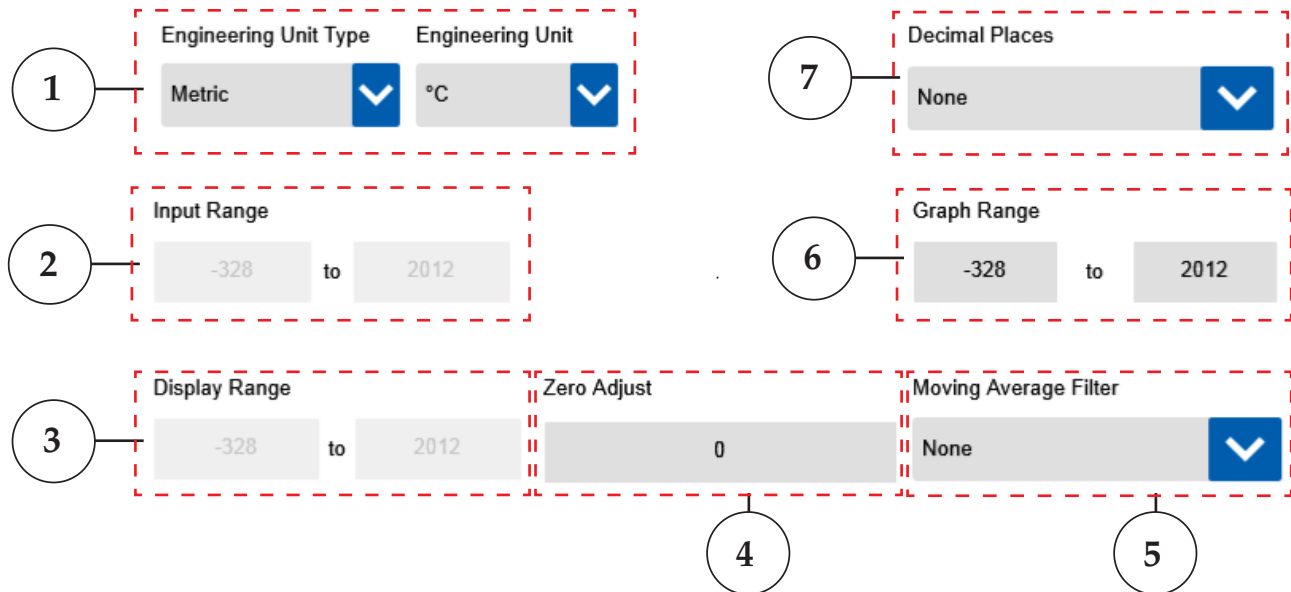 Engineering Unit Type Engineering Unit
1 Metric °C
Decimal Places
7 None
Input Range
2 -328 to 2012
Graph Range
6 -328 to 2012
Display Range
3 -328 to 2012
Zero Adjust
0
4
Moving Average Filter
None
5